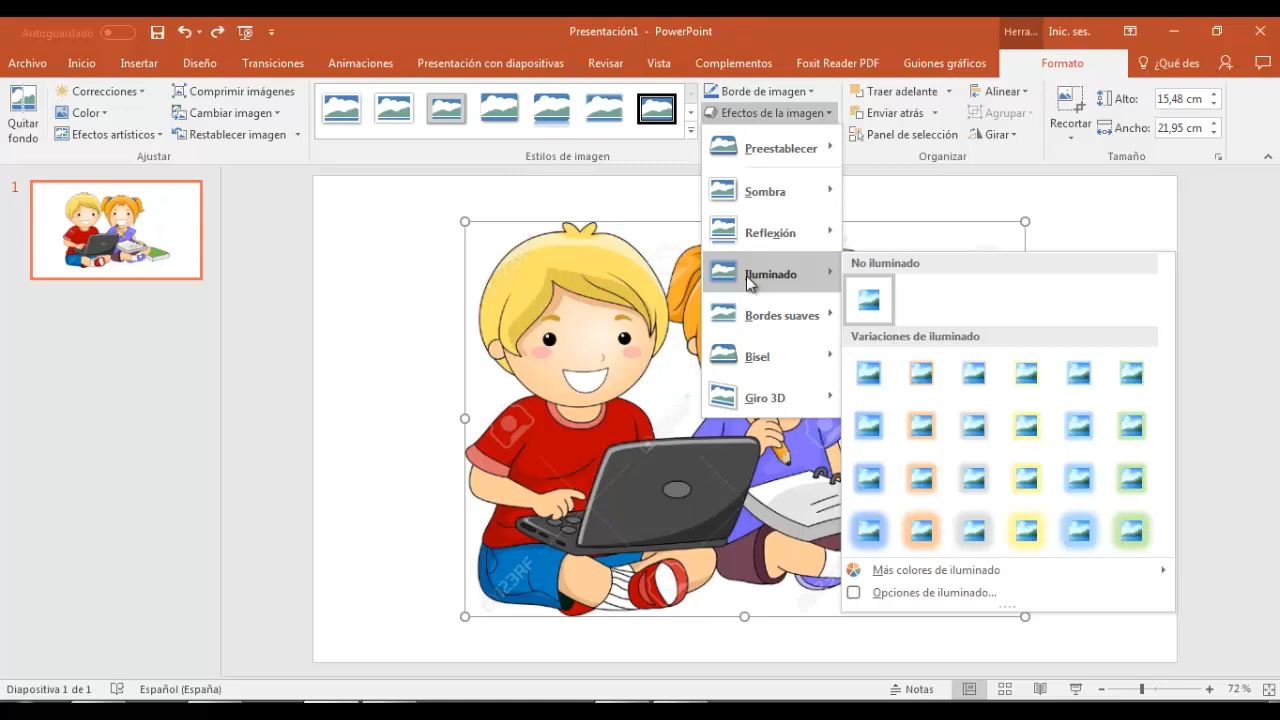 Autoguardado
Presentación1 - PowerPoint
Herra...
Inic. ses.
Archivo
Inicio
Insertar
Diseño
Transiciones
Animaciones
Presentación con diapositivas
Revisar
Vista
Complementos
Foxit Reader PDF
Guiones gráficos
Formato
¿Qué des
Quitar fondo
Correcciones
Color
Efectos artísticos
Comprimir imágenes
Cambiar imagen
Restablecer imagen
Ajustar
Estilos de imagen
Borde de imagen
Efectos de la imagen
Traer adelante
Enviar atrás
Panel de selección
Alinear
Agrupar
Girar
Organizar
Recortar
Alto: 15,48 cm
Ancho: 21,95 cm
Tamaño
1
Preestablecer
Sombra
Reflexión
Iluminado
Bordes suaves
Bisel
Giro 3D
No iluminado
Variaciones de iluminado
Más colores de iluminado
Opciones de iluminado...
123RF
Diapositiva 1 de 1
Español (España)
Notas
72 %